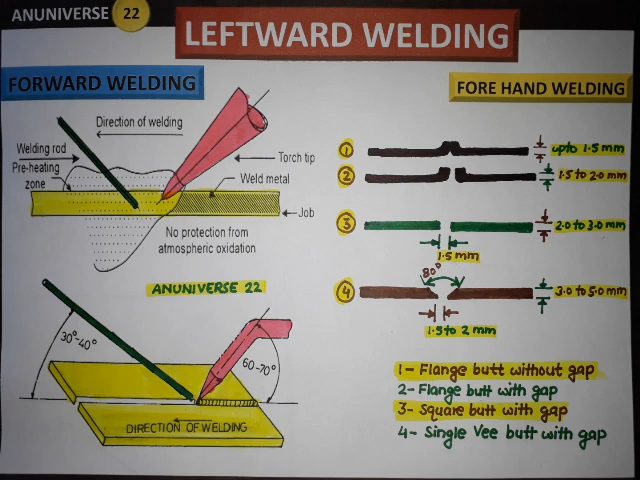 ANUNIVERSE 22
LEFTWARD WELDING
FORWARD WELDING
FORE HAND WELDING
Direction of welding
Welding rod
Pre-heating
zone
Torch tip
Weld metal
Job
No protection from
atmospheric oxidation
ANUNIVERSE 22
30°-40°
60-70°
DIRECTION OF WELDING
1
upto 1.5 mm
2
1.5 to 2.0 mm
3
2.0 to 3.0 mm
1.5 mm
80°
4
3.0 to 5.0 mm
1.5 to 2 mm
1- Flange butt without gap
2- Flange butt with gap
3- Square butt with gap
4- Single Vee butt with gap